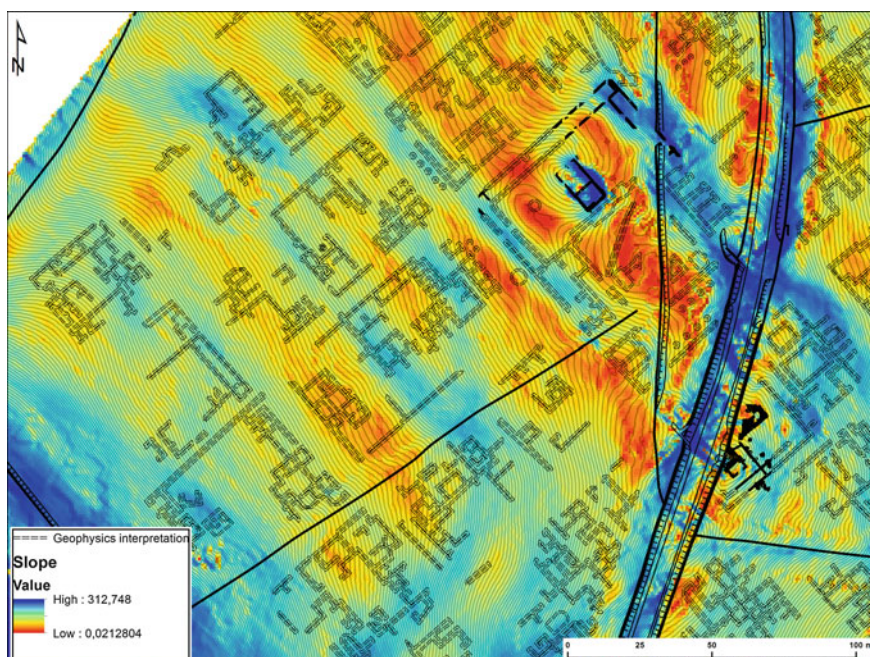 N
Geophysics interpretation
Slope
Value
High : 312,748
Low : 0,0212804
0 25 50 100 m